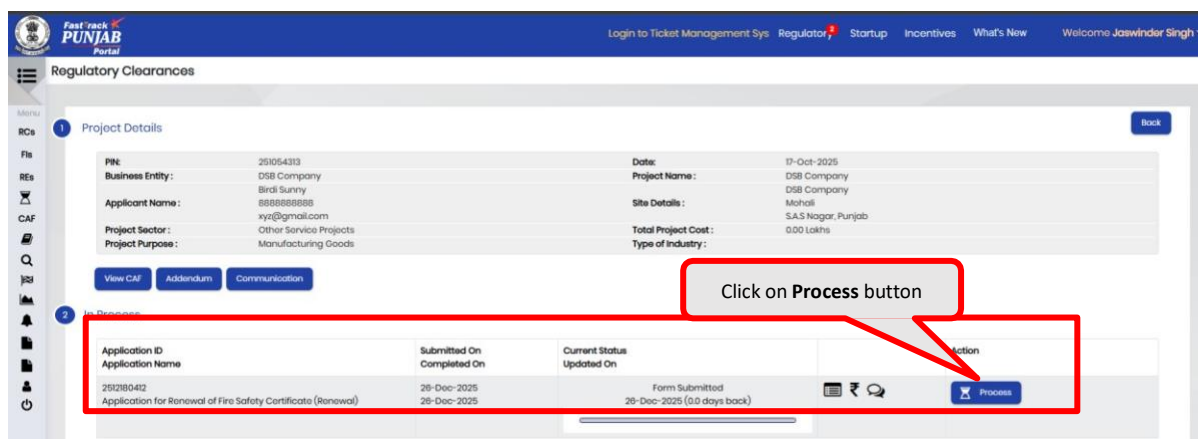 Fast Track
PUNJAB
Portal
Login to Ticket Management Sys Regulatory 2 Startup Incentives What's New Welcome Jaswinder Singh
Regulatory Clearances
Menu
RCs
FIs
REs
CAF
1 Project Details
Back
PIN: 251054313 Date: 17-Oct-2025
Business Entity : DSB Company Project Name : DSB Company
Applicant Name : Birdi Sunny
8888888888
xyz@gmail.com
Site Details : DSB Company
Mohali
S.A.S Nagar, Punjab
Project Sector : Other Service Projects Total Project Cost : 0.00 Lakhs
Project Purpose : Manufacturing Goods Type of Industry :
View CAF Addendum Communication
Click on Process button
2 In Process
Application ID Submitted On Current Status Action
Application Name Completed On Updated On
2512180412 26-Dec-2025 Form Submitted ₹ Process
Application for Renewal of Fire Safety Certificate (Renewal) 26-Dec-2025 26-Dec-2025 (0.0 days back)